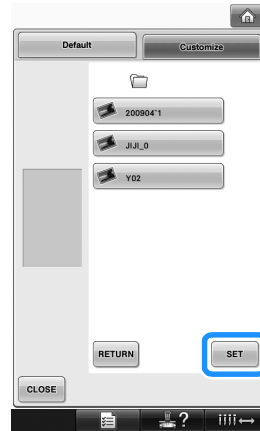 Default Customize
200904~1
JIJI_0
Y02
RETURN SET
CLOSE
?